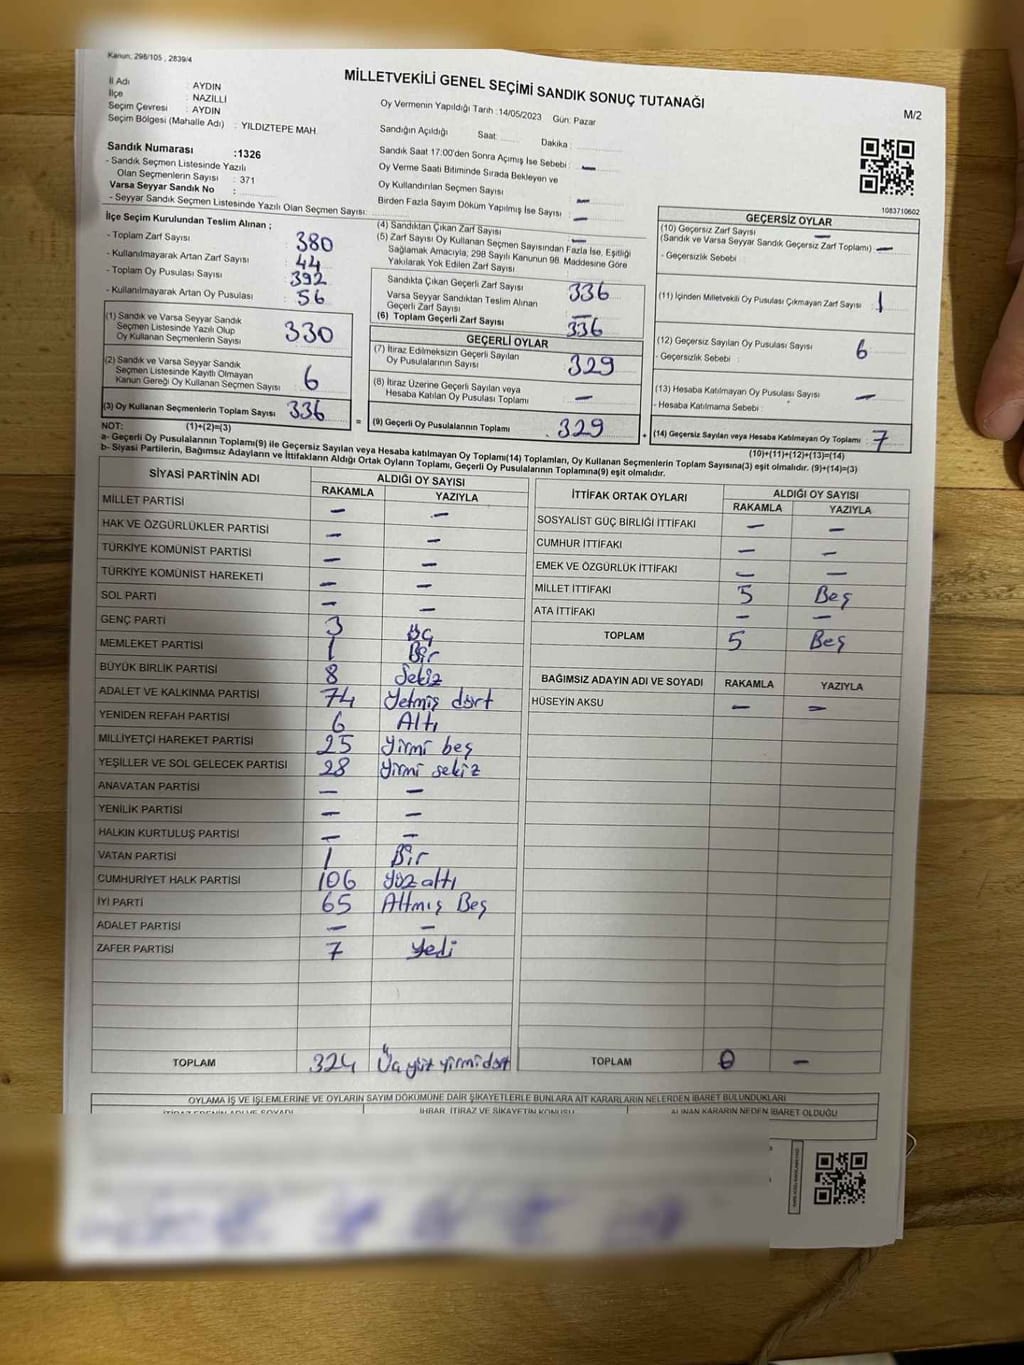 Kanun, 298/105 , 2839/4
MİLLETVEKİLİ GENEL SEÇİMİ SANDIK SONUÇ TUTANAĞI
M/2
İl Adı : AYDIN
İlçe : NAZİLLİ
Seçim Çevresi : AYDIN
Seçim Bölgesi (Mahalle Adı) : YILDIZTEPE MAH.
Oy Vermenin Yapıldığı Tarih :14/05/2023 Gün: Pazar
Sandığın Açıldığı Saat: Dakika :
Sandık Saat 17:00'den Sonra Açılmış İse Sebebi : –
Oy Verme Saati Bitiminde Sırada Bekleyen ve
Oy Kullandırılan Seçmen Sayısı –
Birden Fazla Sayım Döküm Yapılmış İse Sayısı : –
Sandık Numarası :1326
- Sandık Seçmen Listesinde Yazılı
Olan Seçmenlerin Sayısı : 371
Varsa Seyyar Sandık No :
- Seyyar Sandık Seçmen Listesinde Yazılı Olan Seçmen Sayısı:
1083710602
İlçe Seçim Kurulundan Teslim Alınan ;
- Toplam Zarf Sayısı : 380
- Kullanılmayarak Artan Zarf Sayısı : 44
- Toplam Oy Pusulası Sayısı : 392
- Kullanılmayarak Artan Oy Pusulası : 56
(1) Sandık ve Varsa Seyyar Sandık
Seçmen Listesinde Yazılı Olup
Oy Kullanan Seçmenlerin Sayısı 330
(2) Sandık ve Varsa Seyyar Sandık
Seçmen Listesinde Kayıtlı Olmayan
Kanun Gereği Oy Kullanan Seçmen Sayısı 6
(3) Oy Kullanan Seçmenlerin Toplam Sayısı 336
(4) Sandıktan Çıkan Zarf Sayısı : –
(5) Zarf Sayısı Oy Kullanan Seçmen Sayısından Fazla İse, Eşitliği
Sağlamak Amacıyla, 298 Sayılı Kanunun 98. Maddesine Göre
Yakılarak Yok Edilen Zarf Sayısı
Sandıkta Çıkan Geçerli Zarf Sayısı 336
Varsa Seyyar Sandıktan Teslim Alınan
Geçerli Zarf Sayısı –
(6) Toplam Geçerli Zarf Sayısı 336
GEÇERLİ OYLAR
(7) İtiraz Edilmeksizin Geçerli Sayılan
Oy Pusulalarının Sayısı 329
(8) İtiraz Üzerine Geçerli Sayılan veya
Hesaba Katılan Oy Pusulası Toplamı –
= (9) Geçerli Oy Pusulalarının Toplamı 329
GEÇERSİZ OYLAR
(10) Geçersiz Zarf Sayısı –
(Sandık ve Varsa Seyyar Sandık Geçersiz Zarf Toplamı) –
- Geçersizlik Sebebi :
(11) İçinden Milletvekili Oy Pusulası Çıkmayan Zarf Sayısı 1
(12) Geçersiz Sayılan Oy Pusulası Sayısı : 6
- Geçersizlik Sebebi :
(13) Hesaba Katılmayan Oy Pusulası Sayısı –
- Hesaba Katılmama Sebebi :
+ (14) Geçersiz Sayılan veya Hesaba Katılmayan Oy Toplamı : 7
NOT: (1)+(2)=(3)
(10)+(11)+(12)+(13)=(14)
a- Geçerli Oy Pusulalarının Toplamı(9) ile Geçersiz Sayılan veya Hesaba katılmayan Oy Toplamı(14) Toplamları, Oy Kullanan Seçmenlerin Toplam Sayısına(3) eşit olmalıdır. (9)+(14)=(3)
b- Siyasi Partilerin, Bağımsız Adayların ve İttifakların Aldığı Ortak Oyların Toplamı, Geçerli Oy Pusulalarının Toplamına(9) eşit olmalıdır.
SİYASİ PARTİNİN ADI ALDIĞI OY SAYISI
RAKAMLA YAZIYLA
MİLLET PARTİSİ – –
HAK VE ÖZGÜRLÜKLER PARTİSİ – –
TÜRKİYE KOMÜNİST PARTİSİ – –
TÜRKİYE KOMÜNİST HAREKETİ – –
SOL PARTİ – –
GENÇ PARTİ 3 üç
MEMLEKET PARTİSİ 1 Bir
BÜYÜK BİRLİK PARTİSİ 8 Sekiz
ADALET VE KALKINMA PARTİSİ 74 Yetmiş dört
YENİDEN REFAH PARTİSİ 6 Altı
MİLLİYETÇİ HAREKET PARTİSİ 25 Yirmi beş
YEŞİLLER VE SOL GELECEK PARTİSİ 28 Yirmi sekiz
ANAVATAN PARTİSİ – –
YENİLİK PARTİSİ – –
HALKIN KURTULUŞ PARTİSİ – –
VATAN PARTİSİ 1 Bir
CUMHURİYET HALK PARTİSİ 106 Yüz altı
İYİ PARTİ 65 Altmış Beş
ADALET PARTİSİ – –
ZAFER PARTİSİ 7 Yedi
TOPLAM 324 Üç yüz yirmi dört
İTTİFAK ORTAK OYLARI ALDIĞI OY SAYISI
RAKAMLA YAZIYLA
SOSYALİST GÜÇ BİRLİĞİ İTTİFAKI – –
CUMHUR İTTİFAKI – –
EMEK VE ÖZGÜRLÜK İTTİFAKI – –
MİLLET İTTİFAKI 5 Beş
ATA İTTİFAKI – –
TOPLAM 5 Beş
BAĞIMSIZ ADAYIN ADI VE SOYADI RAKAMLA YAZIYLA
HÜSEYİN AKSU – –
TOPLAM 0 –
OYLAMA İŞ VE İŞLEMLERİNE VE OYLARIN SAYIM DÖKÜMÜNE DAİR ŞİKAYETLERLE BUNLARA AİT KARARLARIN NELERDEN İBARET BULUNDUKLARI
İTİRAZ EDENİN ADI VE SOYADI İHBAR, İTİRAZ VE ŞİKAYETİN KONUSU ALINAN KARARIN NEDEN İBARET OLDUĞU